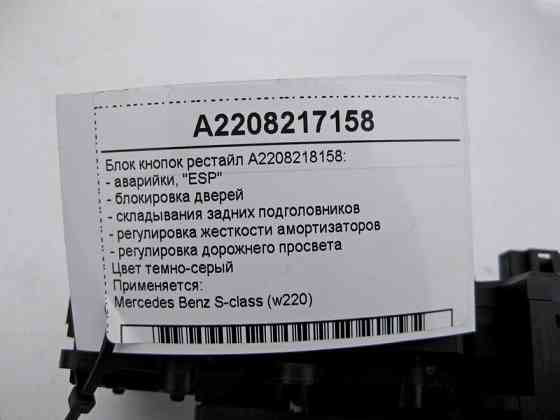 A2208217158
Блок кнопок рестайл A2208218158:
- аварийки, "ESP"
- блокировка дверей
- складывания задних подголовников
- регулировка жесткости амортизаторов
- регулировка дорожнего просвета
Цвет темно-серый
Применяется:
Mercedes Benz S-class (w220)